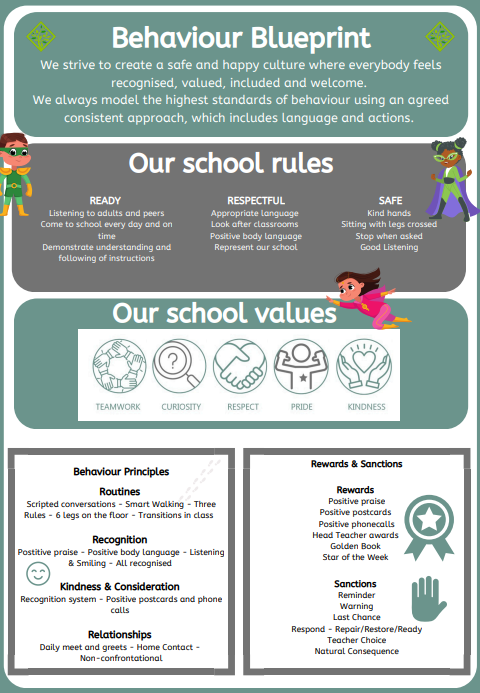 Behaviour Blueprint
We strive to create a safe and happy culture where everybody feels
recognised, valued, included and welcome.
We always model the highest standards of behaviour using an agreed
consistent approach, which includes language and actions.
Our school rules
READY
Listening to adults and peers
Come to school every day and on
time
Demonstrate understanding and
following of instructions
RESPECTFUL
Appropriate language
Look after classrooms
Positive body language
Represent our school
SAFE
Kind hands
Sitting with legs crossed
Stop when asked
Good Listening
Our school values
?
TEAMWORK
CURIOSITY
RESPECT
PRIDE
KINDNESS
Behaviour Principles
Routines
Scripted conversations - Smart Walking - Three
Rules - 6 legs on the floor - Transitions in class
Recognition
Postitive praise - Positive body language - Listening
& Smiling - All recognised
Kindness & Consideration
Recognition system - Positive postcards and phone
calls
Relationships
Daily meet and greets - Home Contact -
Non-confrontational
Rewards & Sanctions
Rewards
Positive praise
Positive postcards
Positive phonecalls
Head Teacher awards
Golden Book
Star of the Week
Sanctions
Reminder
Warning
Last Chance
Respond - Repair/Restore/Ready
Teacher Choice
Natural Consequence